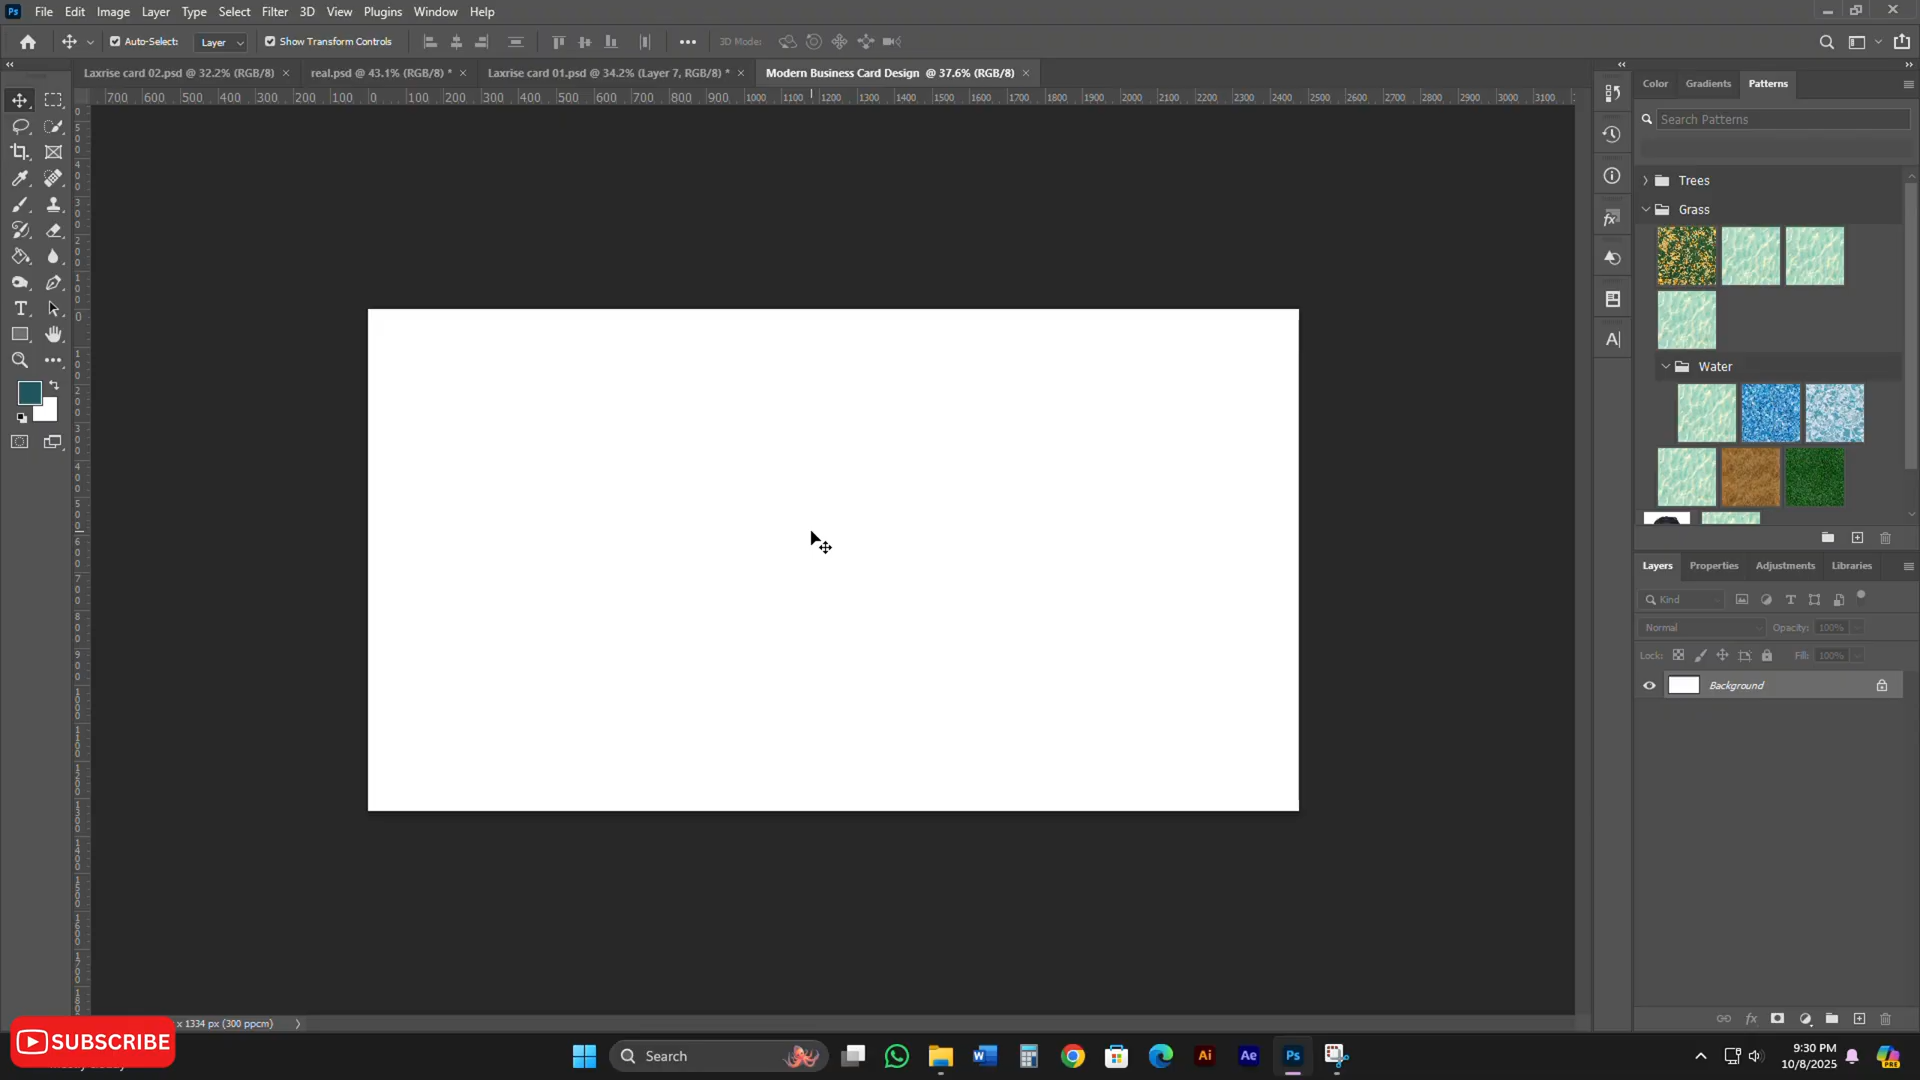 Ps File Edit Image Layer Type Select Filter 3D View Plugins Window Help
Auto-Select: Layer Show Transform Controls 3D Mode:
Laxrise card 02.psd @ 32.2% (RGB/8) × real.psd @ 43.1% (RGB/8) * × Laxrise card 01.psd @ 34.2% (Layer 7, RGB/8) * × Modern Business Card Design @ 37.6% (RGB/8) ×
700 600 500 400 300 200 100 0 100 200 300 400 500 600 700 800 900 1000 1100 1200 1300 1400 1500 1600 1700 1800 1900 2000 2100 2200 2300 2400 2500 2600 2700 2800 2900 3000 3100
Color Gradients Patterns
Search Patterns
Trees
Grass
Water
Layers Properties Adjustments Libraries
Kind
Normal Opacity: 100%
Lock: Fill: 100%
Background
x 1334 px (300 ppcm)
SUBSCRIBE
Search
Ai Ae Ps
9:30 PM
10/8/2025
PRE